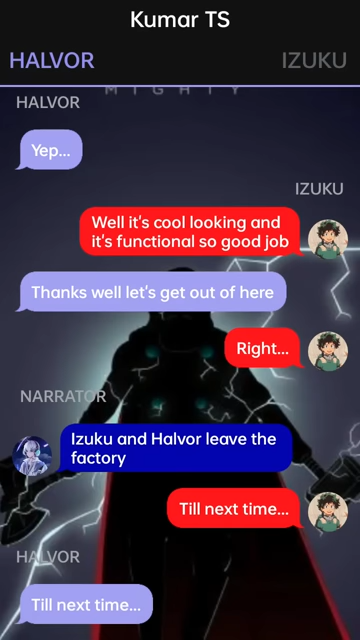 Kumar TS
HALVOR
IZUKU
MIGHTY
HALVOR
Yep...
IZUKU
Well it's cool looking and
it's functional so good job
Thanks well let's get out of here
Right...
NARRATOR
Izuku and Halvor leave the
factory
Till next time...
HALVOR
Till next time...